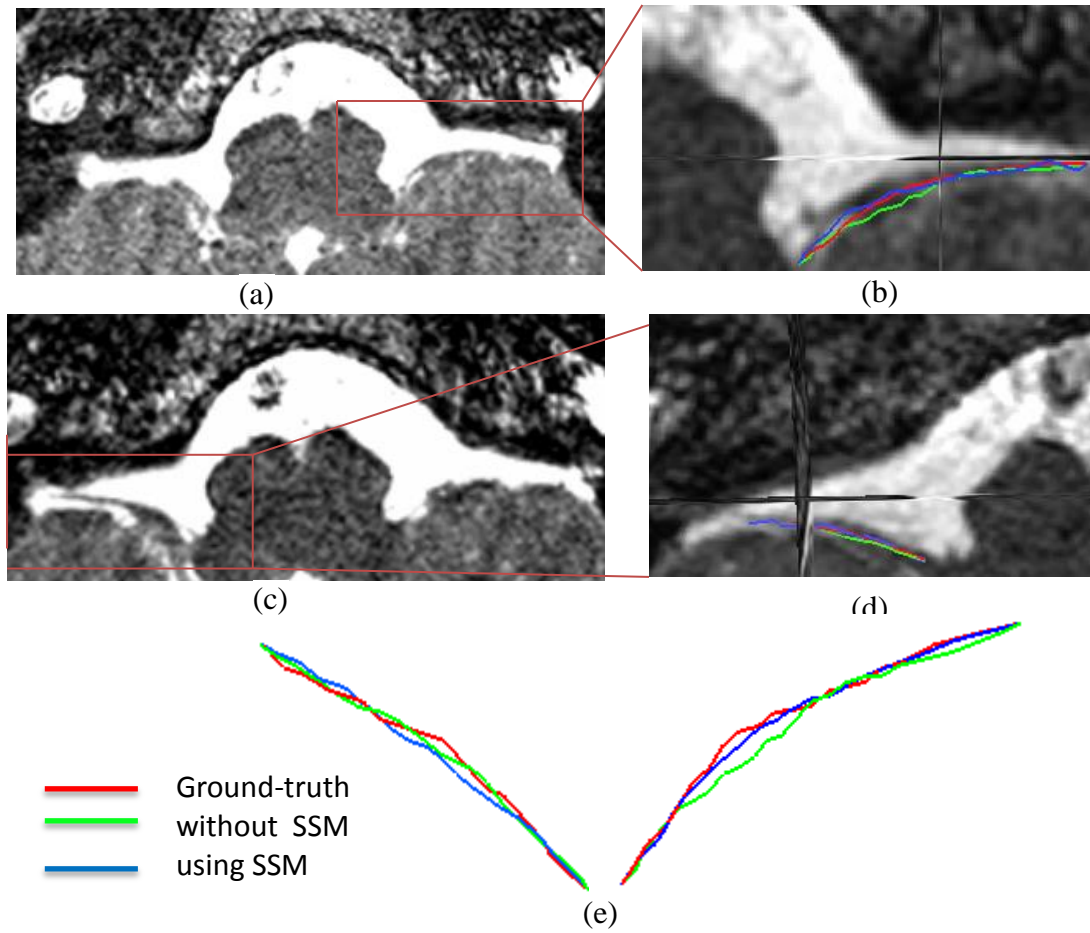 (a)
(b)
(c)
(d)
Ground-truth
without SSM
using SSM
(e)